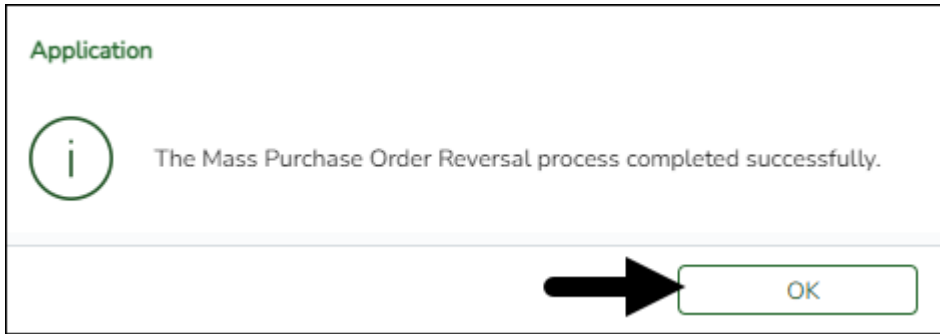 Application
The Mass Purchase Order Reversal process completed successfully.
OK